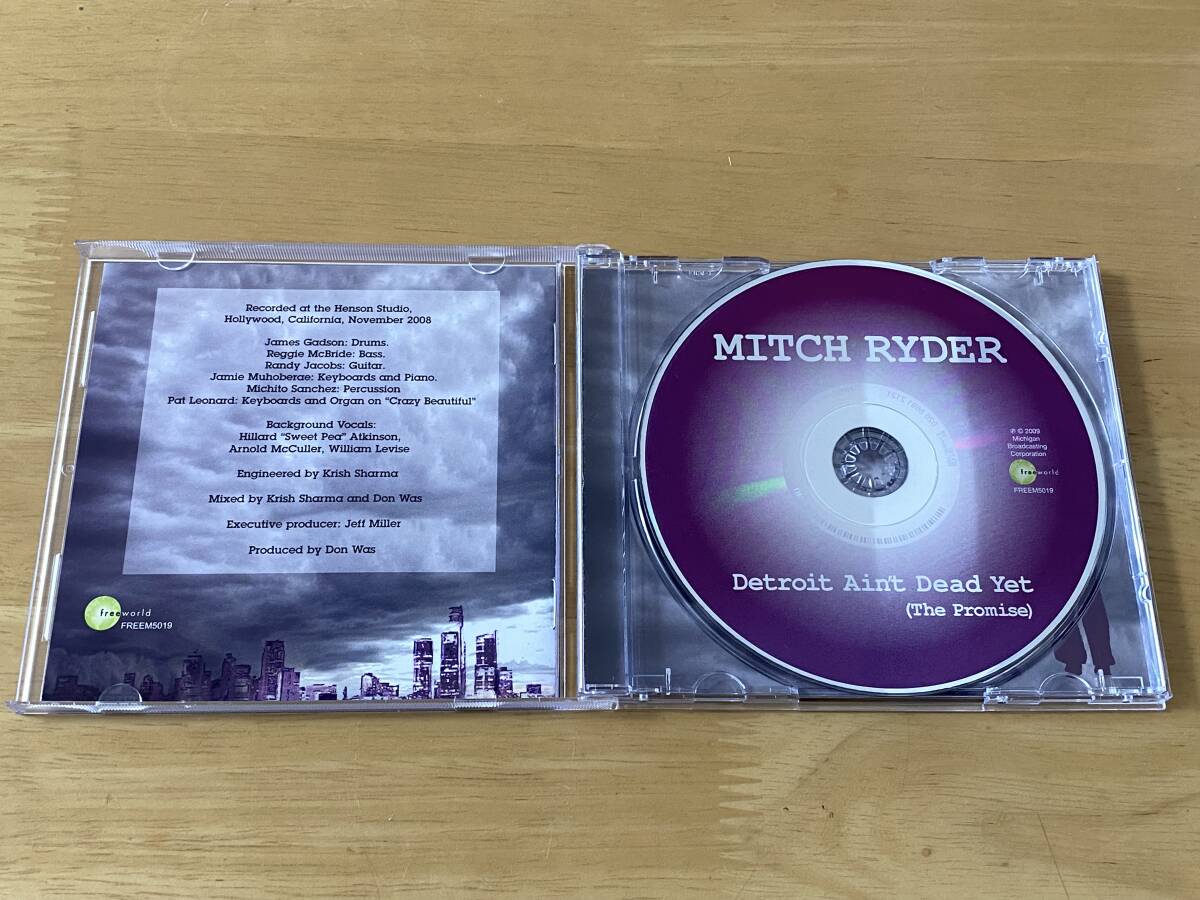 Recorded at the Henson Studio,
Hollywood, California, November 2008
James Gadson: Drums.
Reggie McBride: Bass.
Randy Jacobs: Guitar.
Jamie Muhoberae: Keyboards and Piano.
Michito Sanchez: Percussion
Pat Leonard: Keyboards and Organ on "Crazy Beautiful"
Background Vocals:
Hillard "Sweet Pea" Atkinson,
Arnold McCuller, William Levise
Engineered by Krish Sharma
Mixed by Krish Sharma and Don Was
Executive producer: Jeff Miller
Produced by Don Was
freeworld
FREEM5019
MITCH RYDER
℗ © 2009
Michigan
Broadcasting
Corporation
freeworld
FREEM5019
Detroit Ain't Dead Yet
(The Promise)